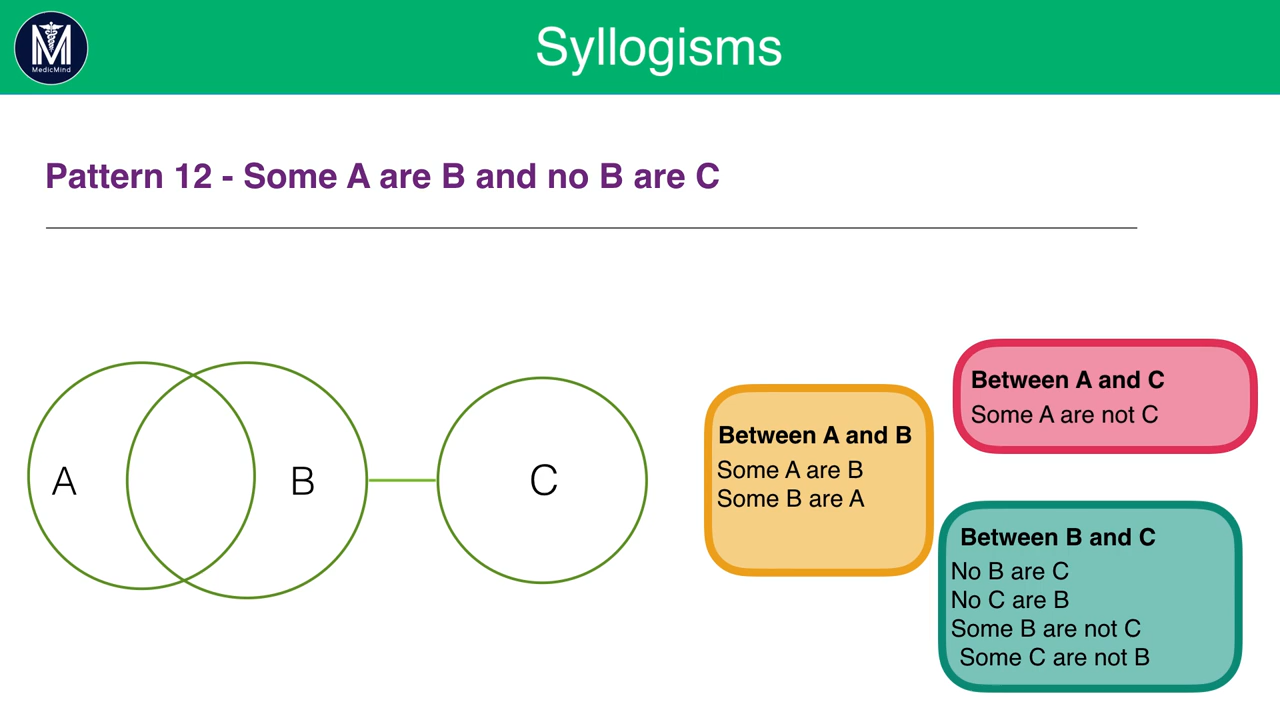 MedicMind
Syllogisms
Pattern 12 - Some A are B and no B are C
A
B
C
Between A and B
Some A are B
Some B are A
Between A and C
Some A are not C
Between B and C
No B are C
No C are B
Some B are not C
Some C are not B